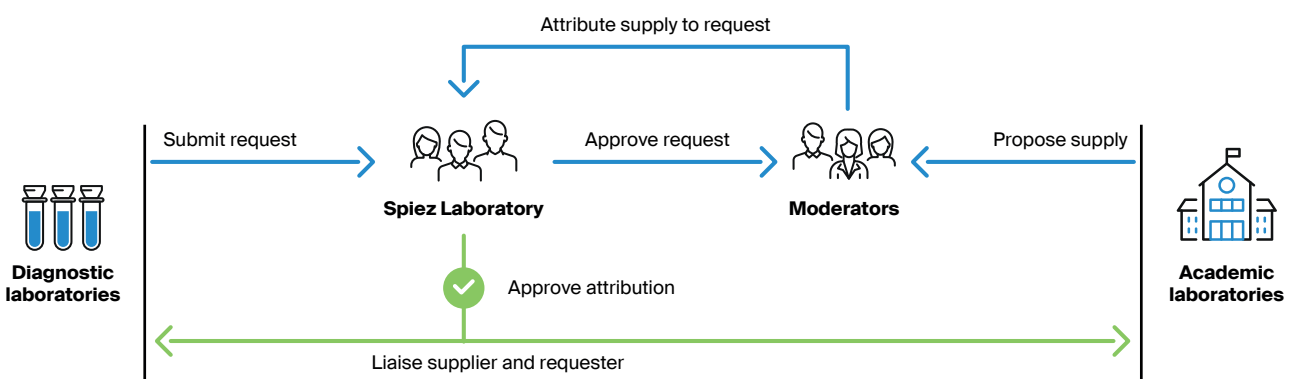 Attribute supply to request
Submit request
Approve request
Propose supply
Spiez Laboratory
Moderators
Diagnostic
laboratories
Academic
laboratories
Approve attribution
Liaise supplier and requester